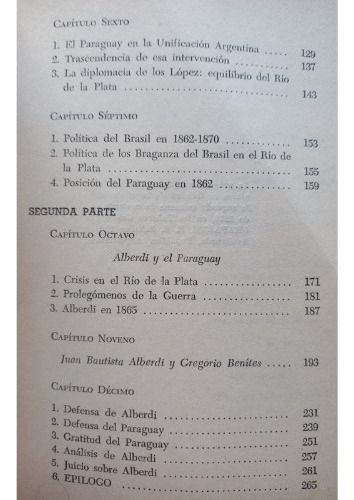 CAPÍTULO SEXTO
1. El Paraguay en la Unificación Argentina ..... 129
2. Trascendencia de esa intervención ........... 137
3. La diplomacia de los López: equilibrio del Río
de la Plata ..................... 143
CAPÍTULO SÉPTIMO
1. Política del Brasil en 1862-1870 ............ 153
2. Política de los Braganza del Brasil en el Río de
la Plata ..................... 155
4. Posición del Paraguay en 1862 ............ 159
SEGUNDA PARTE
CAPÍTULO OCTAVO
Alberdi y el Paraguay
1. Crisis en el Río de la Plata ............... 171
2. Prolegómenos de la Guerra ............... 181
3. Alberdi en 1865 ..................... 187
CAPÍTULO NOVENO
Juan Bautista Alberdi y Gregorio Benites ..... 193
CAPÍTULO DÉCIMO
1. Defensa de Alberdi ..................... 231
2. Defensa del Paraguay ..................... 239
3. Gratitud del Paraguay ..................... 251
4. Análisis de Alberdi ..................... 257
5. Juicio sobre Alberdi ..................... 261
6. EPILOGO ..................... 265